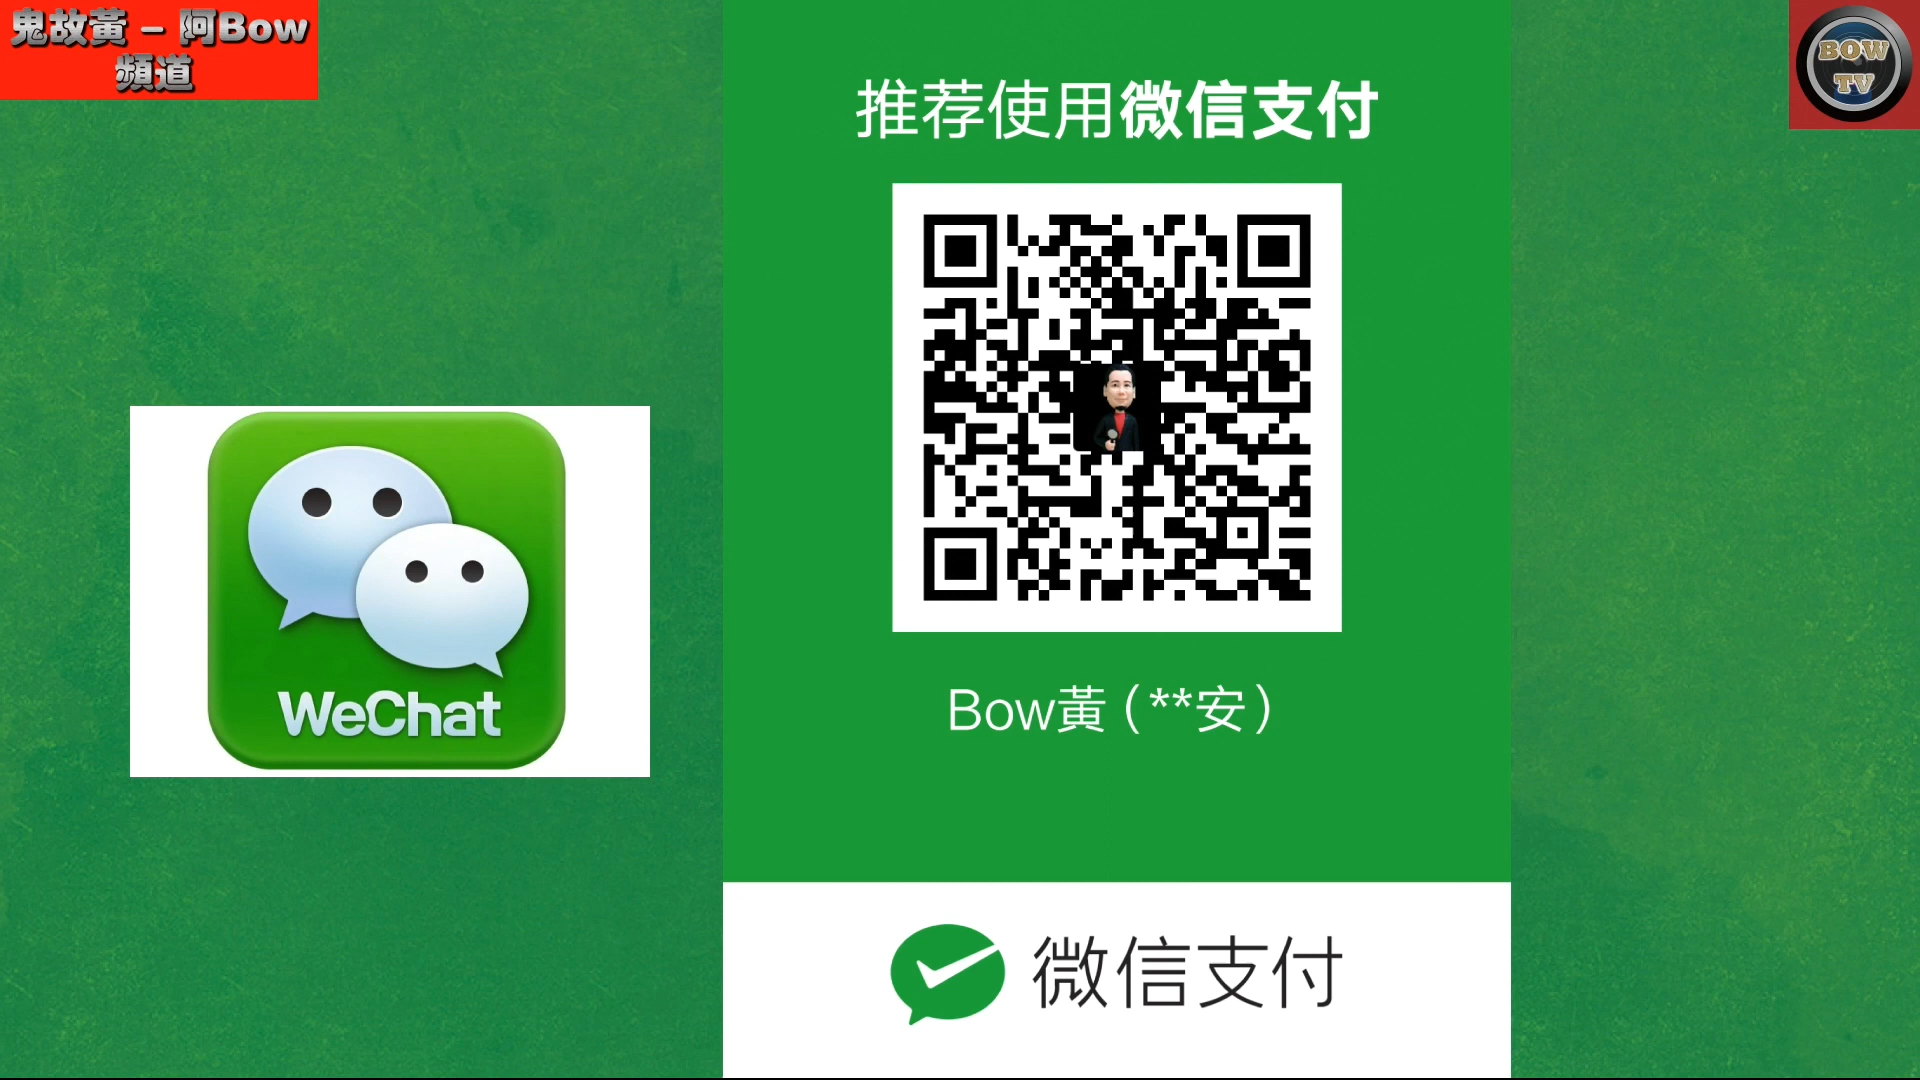 鬼故黃 – 阿Bow
頻道
BOW
TV
推荐使用微信支付
WeChat
Bow黃（**安）
微信支付